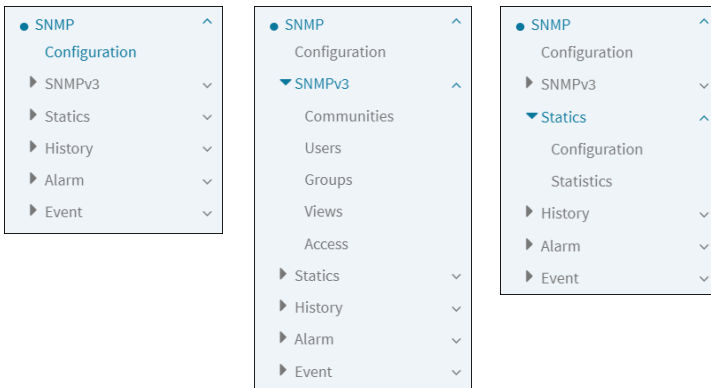 SNMP
Configuration
SNMPv3
Statics
History
Alarm
Event
SNMP
Configuration
SNMPv3
Communities
Users
Groups
Views
Access
Statics
History
Alarm
Event
SNMP
Configuration
SNMPv3
Statics
Configuration
Statistics
History
Alarm
Event